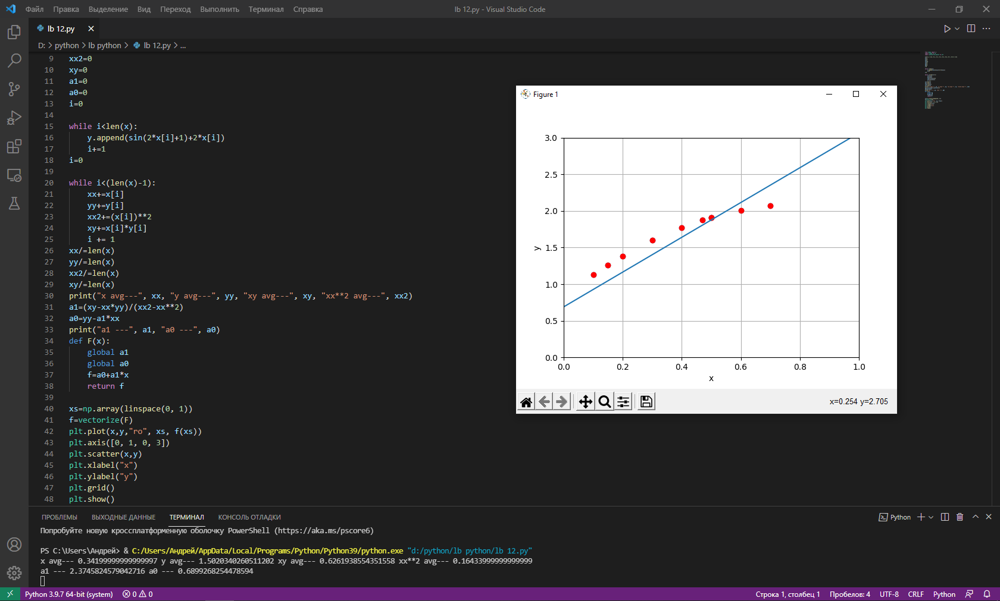 Файл Правка Выделение Вид Переход Выполнить Терминал Справка
lb 12.py - Visual Studio Code
lb 12.py
D: > python > lb python > lb 12.py > ...
9 xx2=0
10 xy=0
11 a1=0
12 a0=0
13 i=0
14
15 while i<len(x):
16 y.append(sin(2*x[i]+1)+2*x[i])
17 i+=1
18 i=0
19
20 while i<(len(x)-1):
21 xx+=x[i]
22 yy+=y[i]
23 xx2+=(x[i])**2
24 xy+=x[i]*y[i]
25 i += 1
26 xx/=len(x)
27 yy/=len(x)
28 xx2/=len(x)
29 xy/=len(x)
30 print("x avg---", xx, "y avg---", yy, "xy avg---", xy, "xx**2 avg---", xx2)
31 a1=(xy-xx*yy)/(xx2-xx**2)
32 a0=yy-a1*xx
33 print("a1 ---", a1, "a0 ---", a0)
34 def F(x):
35 global a1
36 global a0
37 f=a0+a1*x
38 return f
39
40 xs=np.array(linspace(0, 1))
41 f=vectorize(F)
42 plt.plot(x,y,"ro", xs, f(xs))
43 plt.axis([0, 1, 0, 3])
44 plt.scatter(x,y)
45 plt.xlabel("x")
46 plt.ylabel("y")
47 plt.grid()
48 plt.show()
Figure 1
3.0
2.5
2.0
1.5
1.0
0.5
0.0
y
0.0 0.2 0.4 0.6 0.8 1.0
x
x=0.254 y=2.705
ПРОБЛЕМЫ ВЫХОДНЫЕ ДАННЫЕ ТЕРМИНАЛ КОНСОЛЬ ОТЛАДКИ
Python
Попробуйте новую кроссплатформенную оболочку PowerShell (https://aka.ms/pscore6)
PS C:\Users\Андрей> & C:/Users/Андрей/AppData/Local/Programs/Python/Python39/python.exe "d:/python/lb python/lb 12.py"
x avg--- 0.34199999999999997 y avg--- 1.5020340260511202 xy avg--- 0.6261938554351558 xx**2 avg--- 0.16433999999999999
a1 --- 2.3745824579042716 a0 --- 0.6899268254478594
Python 3.9.7 64-bit (system) 0 0
Строка 1, столбец 1 Пробелов: 4 UTF-8 CRLF Python